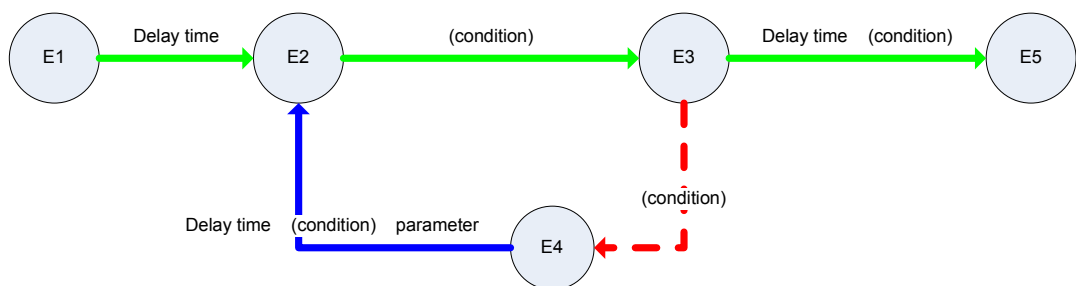 Delay time
(condition)
Delay time (condition)
E1
E2
E3
E5
(condition)
Delay time (condition) parameter
E4